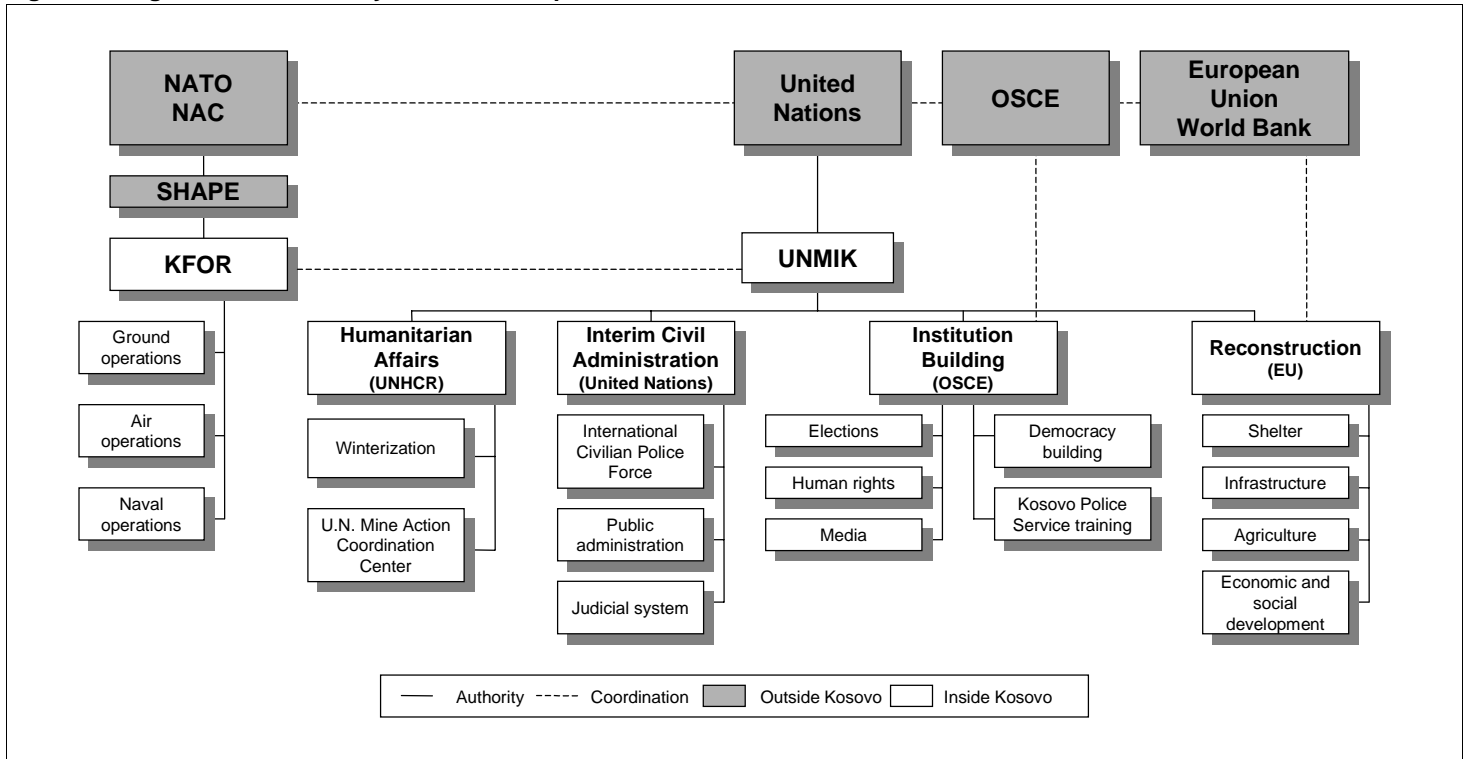 NATO
NAC
United
Nations
OSCE
European
Union
World Bank
SHAPE
KFOR
UNMIK
Ground
operations
Air
operations
Naval
operations
Humanitarian
Affairs
(UNHCR)
Winterization
U.N. Mine Action
Coordination
Center
Interim Civil
Administration
(United Nations)
International
Civilian Police
Force
Public
administration
Judicial system
Institution
Building
(OSCE)
Elections
Human rights
Media
Democracy
building
Kosovo Police
Service training
Reconstruction
(EU)
Shelter
Infrastructure
Agriculture
Economic and
social
development
Authority
Coordination
Outside Kosovo
Inside Kosovo